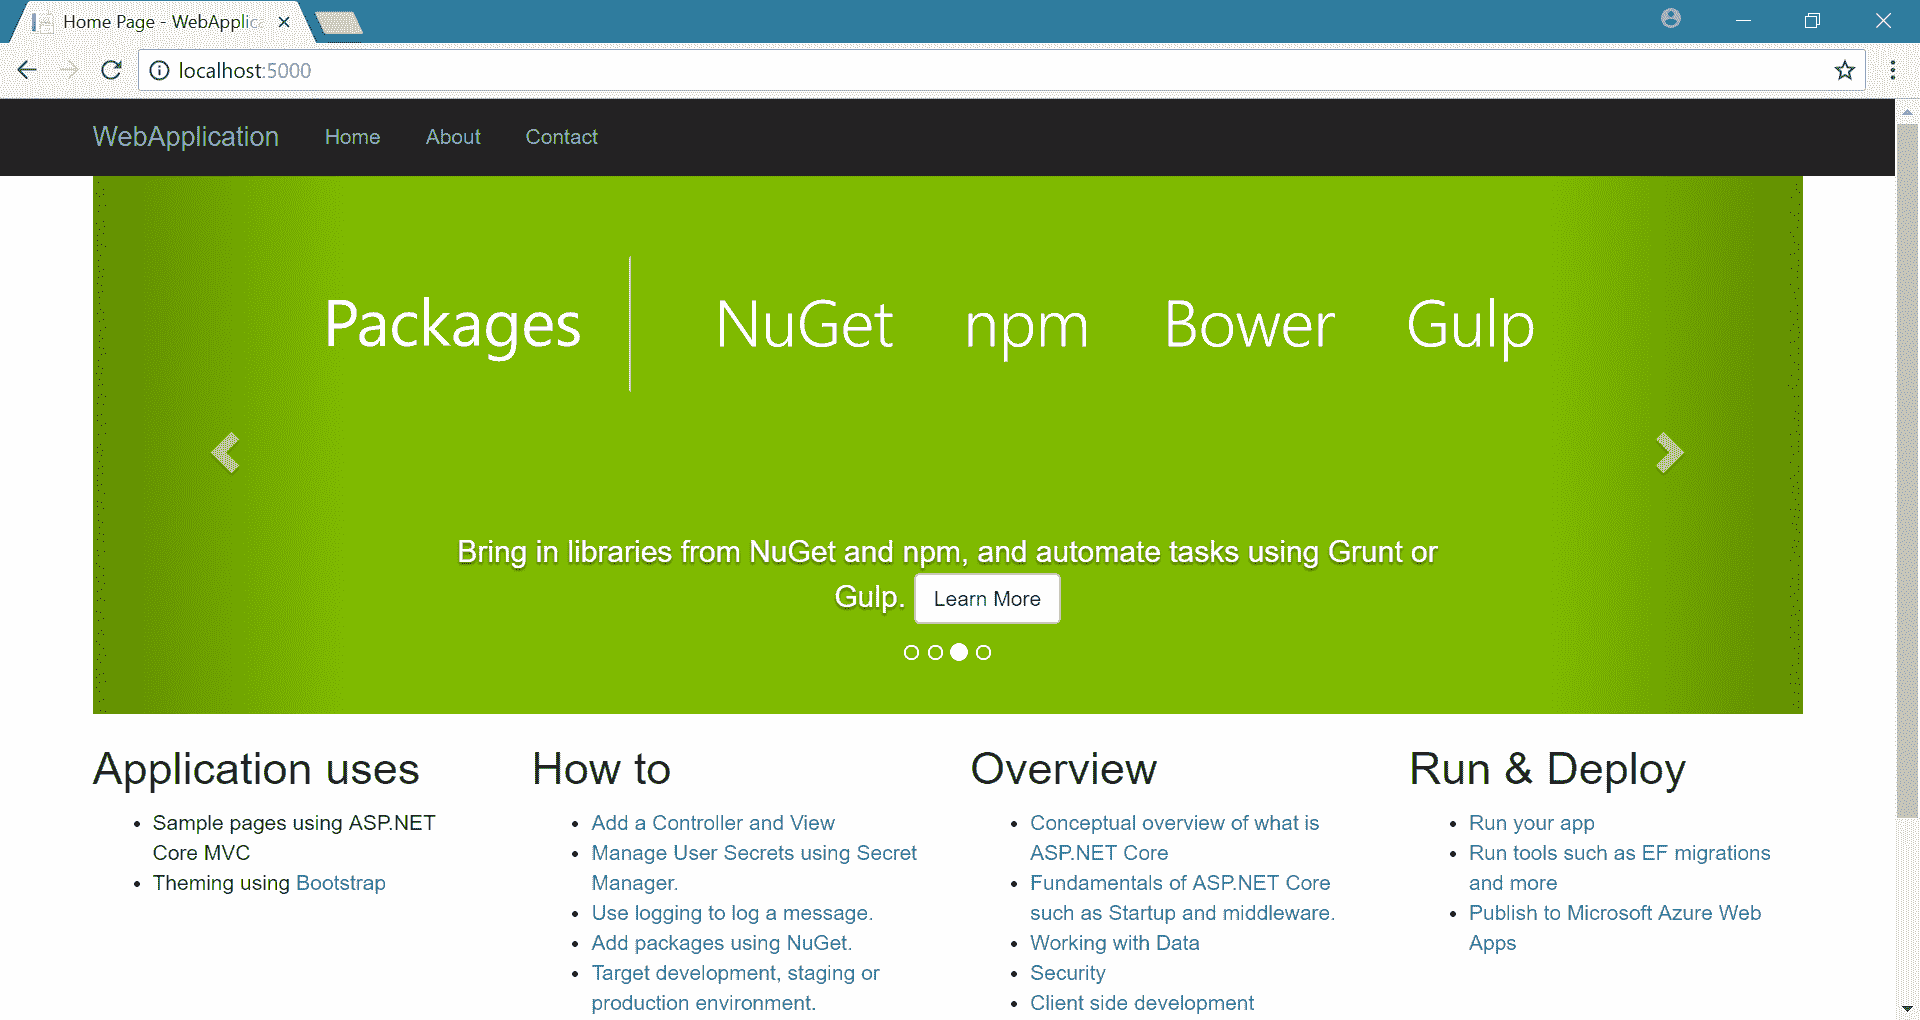 Home Page - WebApplic
localhost:5000
WebApplication Home About Contact
Packages NuGet npm Bower Gulp
Bring in libraries from NuGet and npm, and automate tasks using Grunt or
Gulp. Learn More
Application uses
Sample pages using ASP.NET
Core MVC
Theming using Bootstrap
How to
Add a Controller and View
Manage User Secrets using Secret
Manager.
Use logging to log a message.
Add packages using NuGet.
Target development, staging or
production environment.
Overview
Conceptual overview of what is
ASP.NET Core
Fundamentals of ASP.NET Core
such as Startup and middleware.
Working with Data
Security
Client side development
Run & Deploy
Run your app
Run tools such as EF migrations
and more
Publish to Microsoft Azure Web
Apps